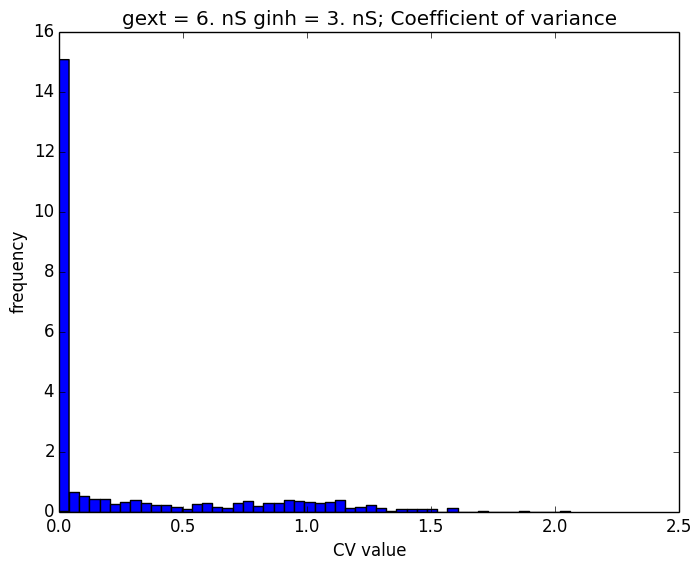 gext = 6. nS ginh = 3. nS; Coefficient of variance
16
14
12
10
8
6
4
2
0
frequency
0.0 0.5 1.0 1.5 2.0 2.5
CV value